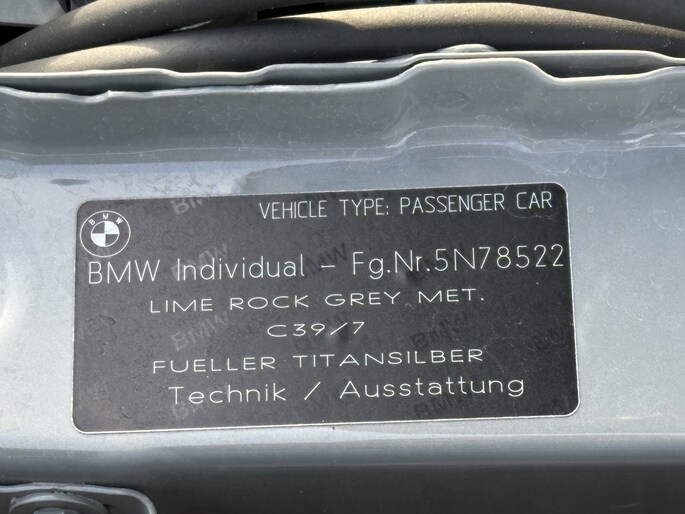 BMW
VEHICLE TYPE: PASSENGER CAR
BMW Individual - Fg.Nr.5N78522
LIME ROCK GREY MET.
C39/7
FUELLER TITANSILBER
Technik / Ausstattung